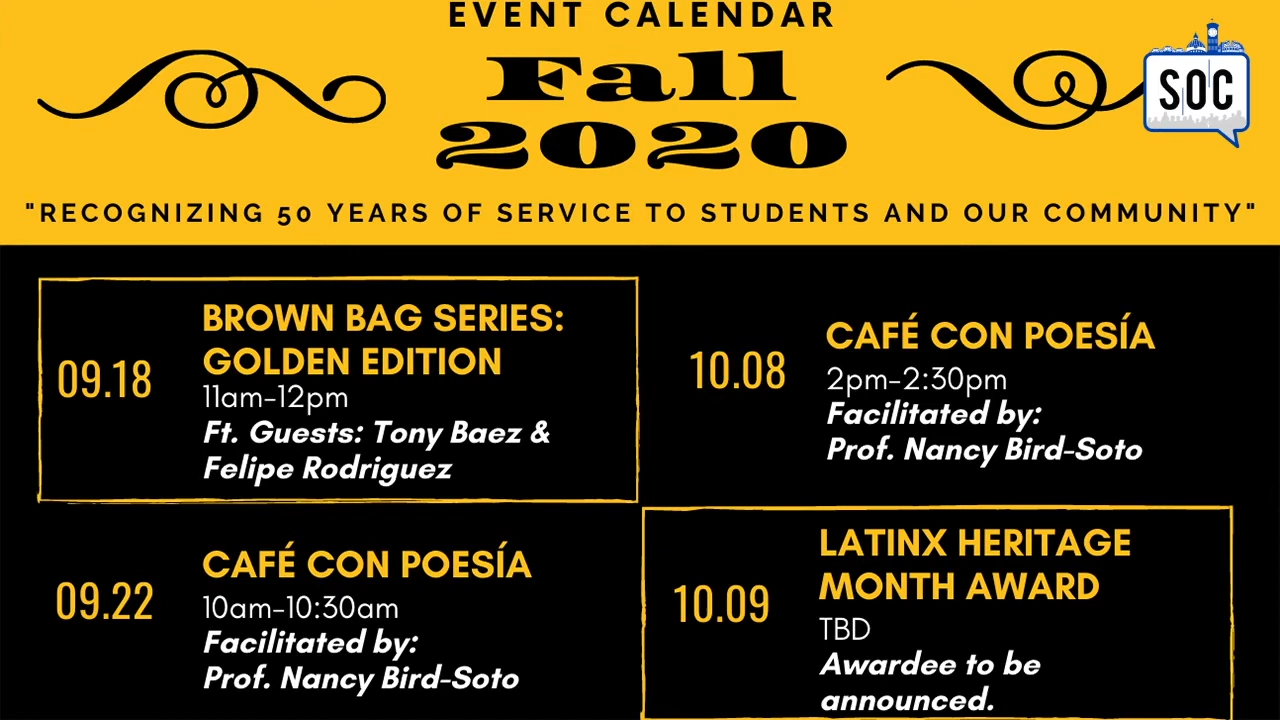 EVENT CALENDAR
Fall
2020
SOC
"RECOGNIZING 50 YEARS OF SERVICE TO STUDENTS AND OUR COMMUNITY"
09.18
BROWN BAG SERIES:
GOLDEN EDITION
11am-12pm
Ft. Guests: Tony Baez &
Felipe Rodriguez
09.22
CAFÉ CON POESÍA
10am-10:30am
Facilitated by:
Prof. Nancy Bird-Soto
10.08
CAFÉ CON POESÍA
2pm-2:30pm
Facilitated by:
Prof. Nancy Bird-Soto
10.09
LATINX HERITAGE
MONTH AWARD
TBD
Awardee to be
announced.